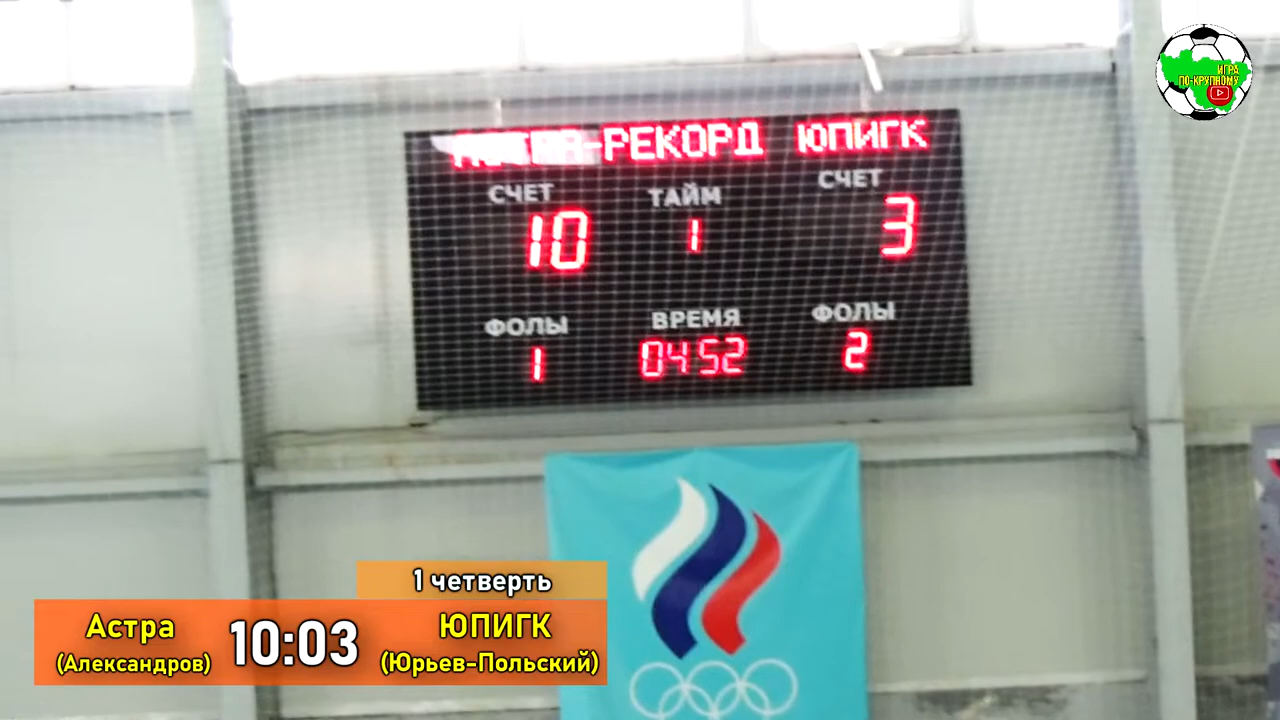 ИГРА
ПО-КРУПНОМУ
АСТРА-РЕКОРД ЮПИГК
СЧЕТ ТАЙМ СЧЕТ
10 1 3
ФОЛЫ ВРЕМЯ ФОЛЫ
1 04 52 2
1 четверть
Астра 10:03 ЮПИГК
(Александров) (Юрьев-Польский)